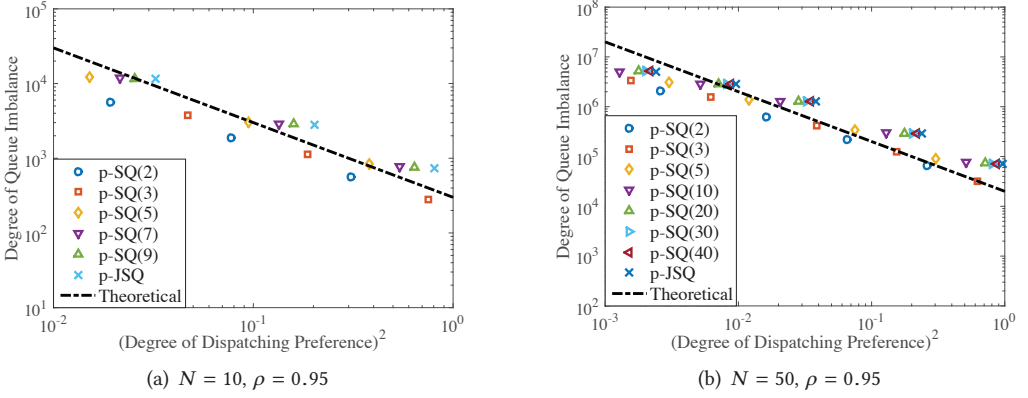 10^5
10^4
10^3
10^2
10^1
Degree of Queue Imbalance
p-SQ(2)
p-SQ(3)
p-SQ(5)
p-SQ(7)
p-SQ(9)
p-JSQ
Theoretical
10^-2
10^-1
10^0
(Degree of Dispatching Preference)^2
(a) N = 10, ρ = 0.95
10^8
10^7
10^6
10^5
10^4
10^3
10^2
Degree of Queue Imbalance
p-SQ(2)
p-SQ(3)
p-SQ(5)
p-SQ(10)
p-SQ(20)
p-SQ(30)
p-SQ(40)
p-JSQ
Theoretical
10^-3
10^-2
10^-1
10^0
(Degree of Dispatching Preference)^2
(b) N = 50, ρ = 0.95